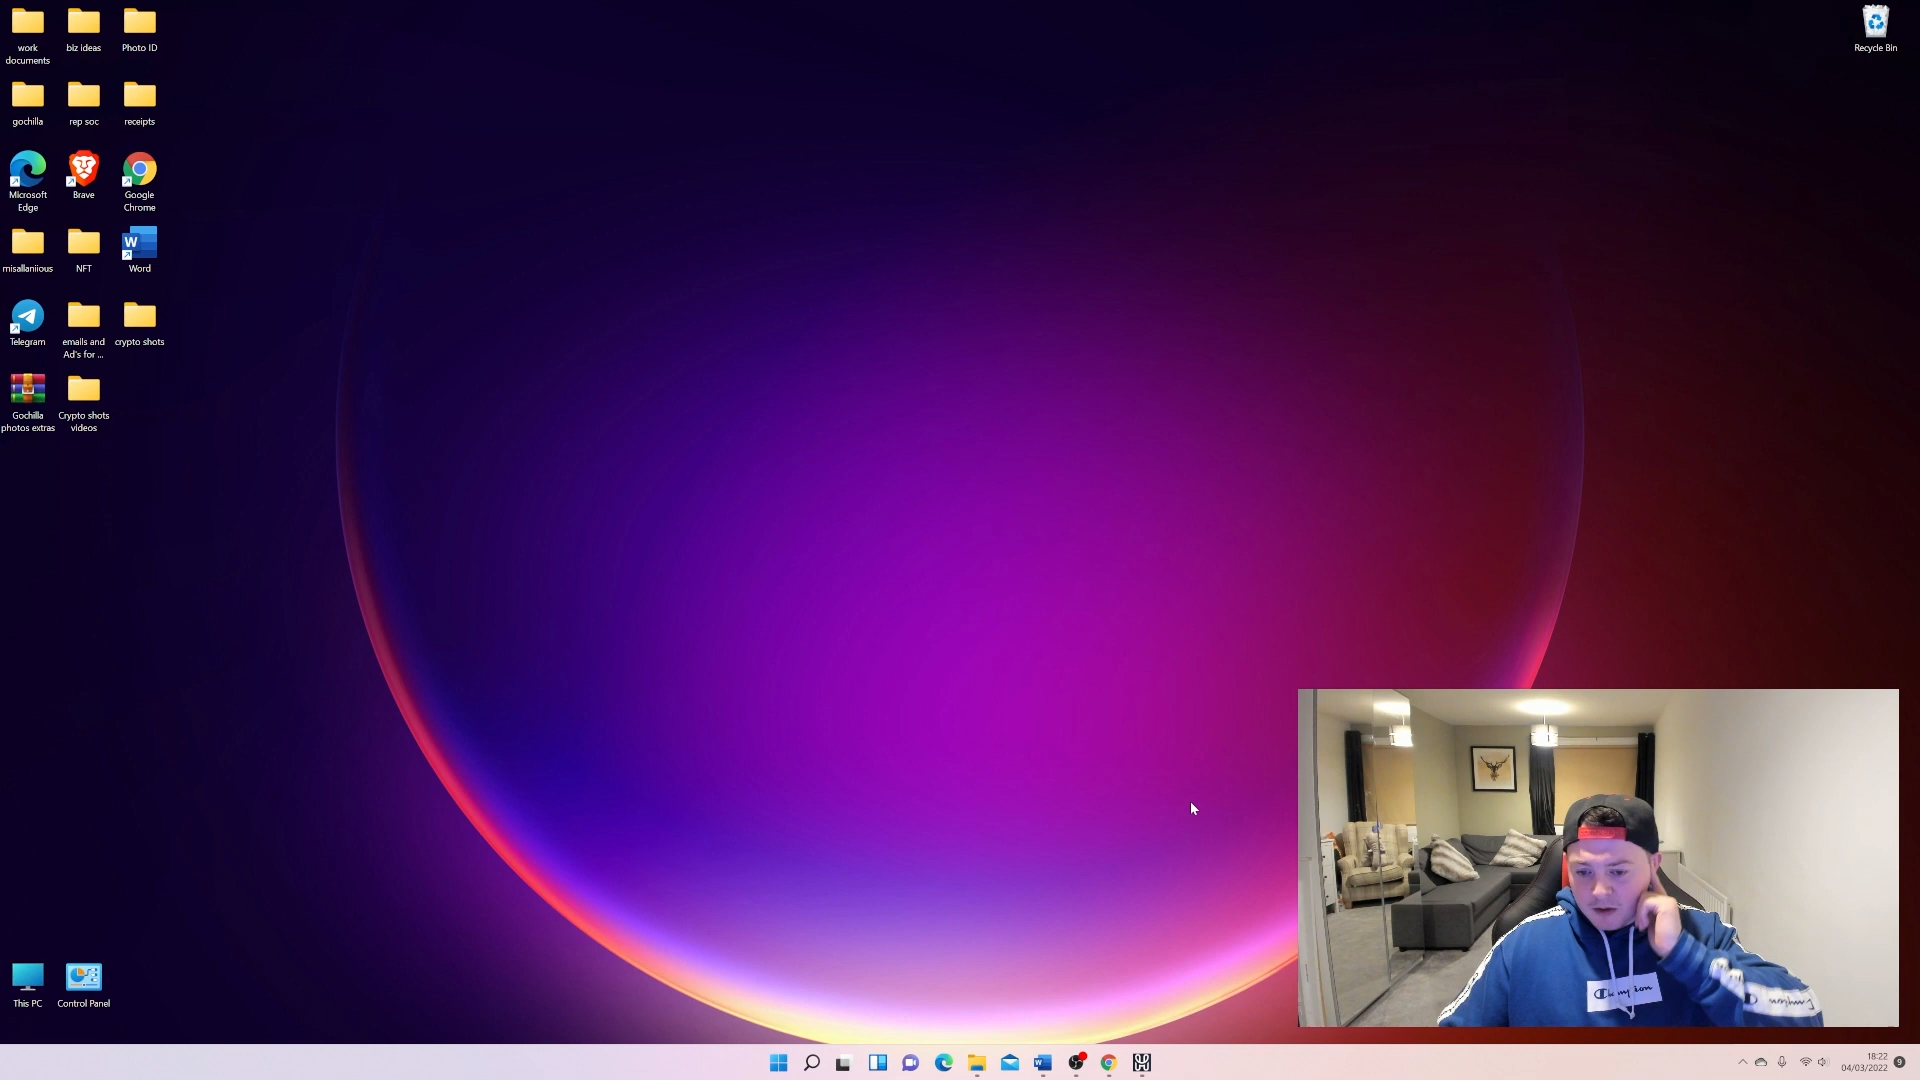 work
documents
biz ideas
Photo ID
Recycle Bin
gochilla
rep soc
receipts
Microsoft
Edge
Brave
Google
Chrome
misallaniious
NFT
W
Word
Telegram
emails and
Ad's for ...
crypto shots
Gochilla
photos extras
Crypto shots
videos
This PC
Control Panel
Champion
W
18:22
04/03/2022
9